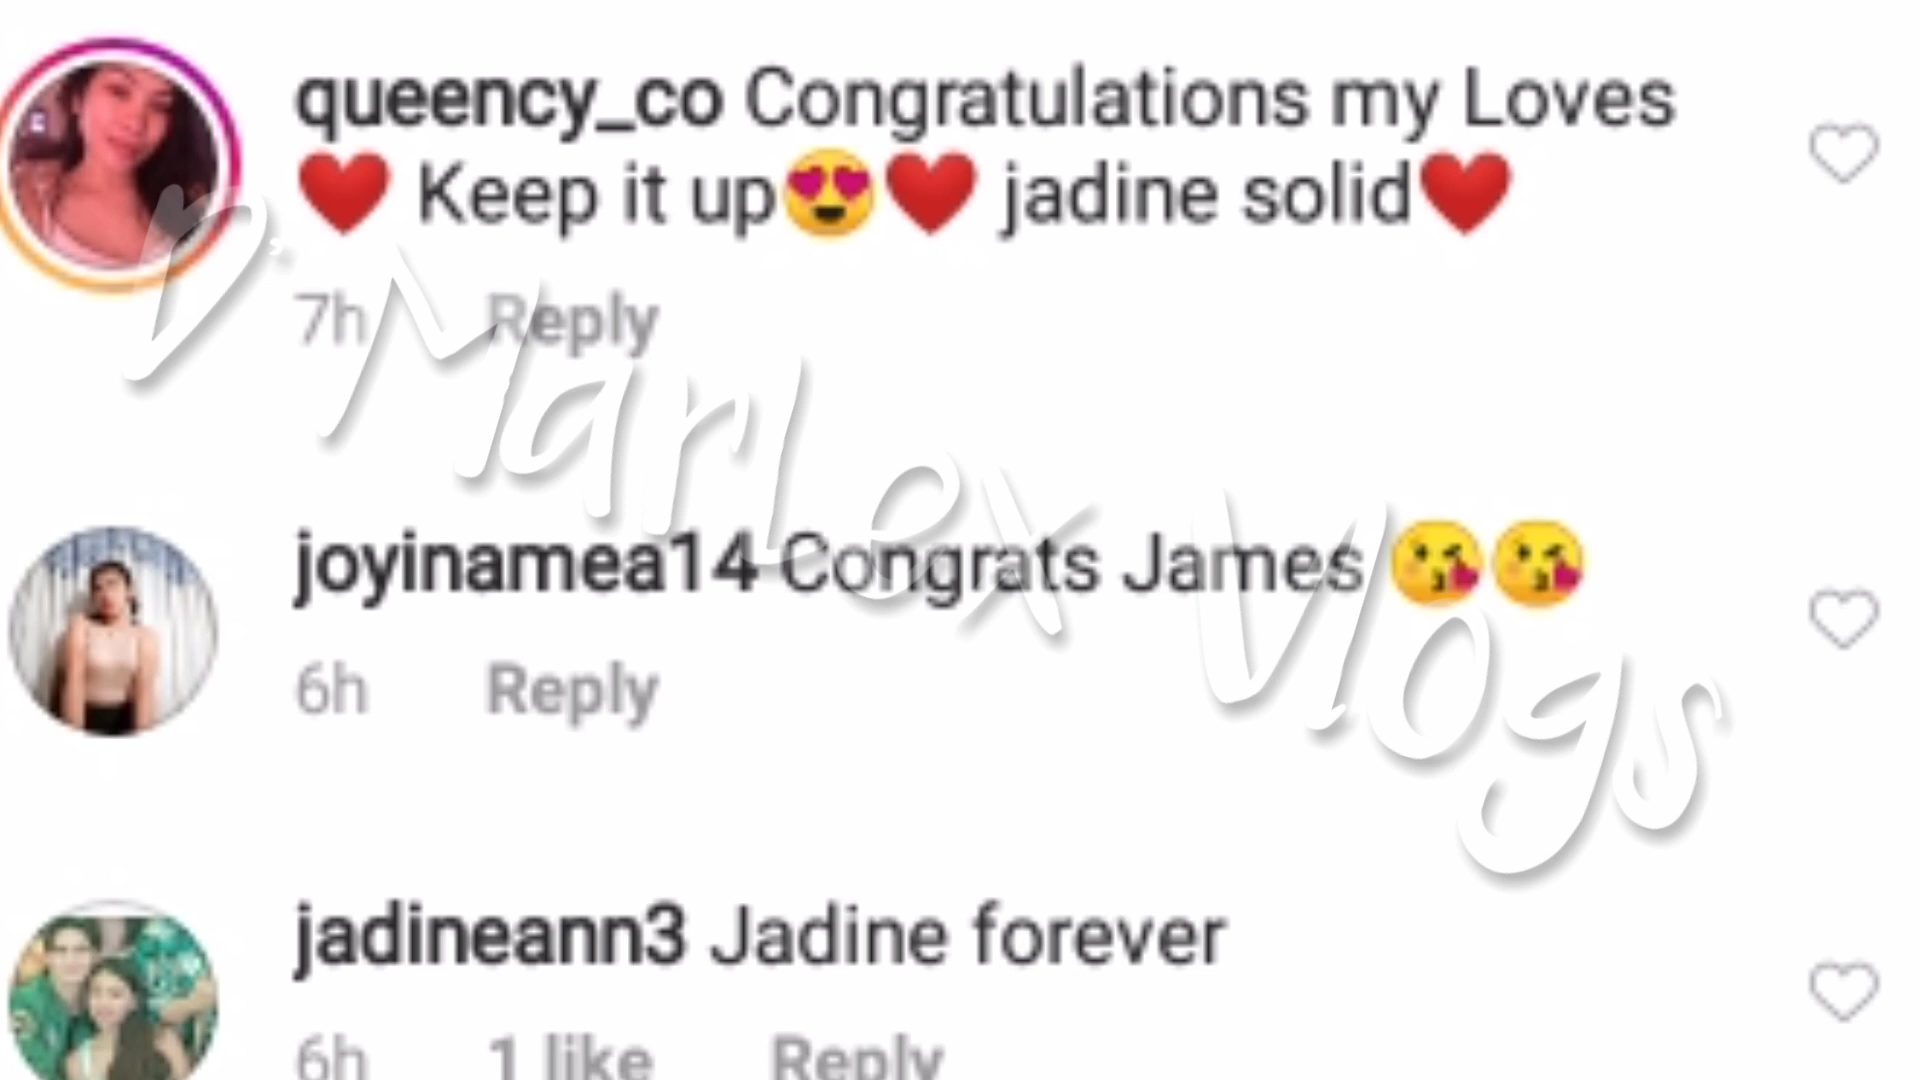 queency_co Congratulations my Loves
❤️ Keep it up😍❤️ jadine solid❤️
7h Reply
D'MarLex Vlogs
joyinamea14 Congrats James 😘😘
6h Reply
jadineann3 Jadine forever
6h 1 like Reply